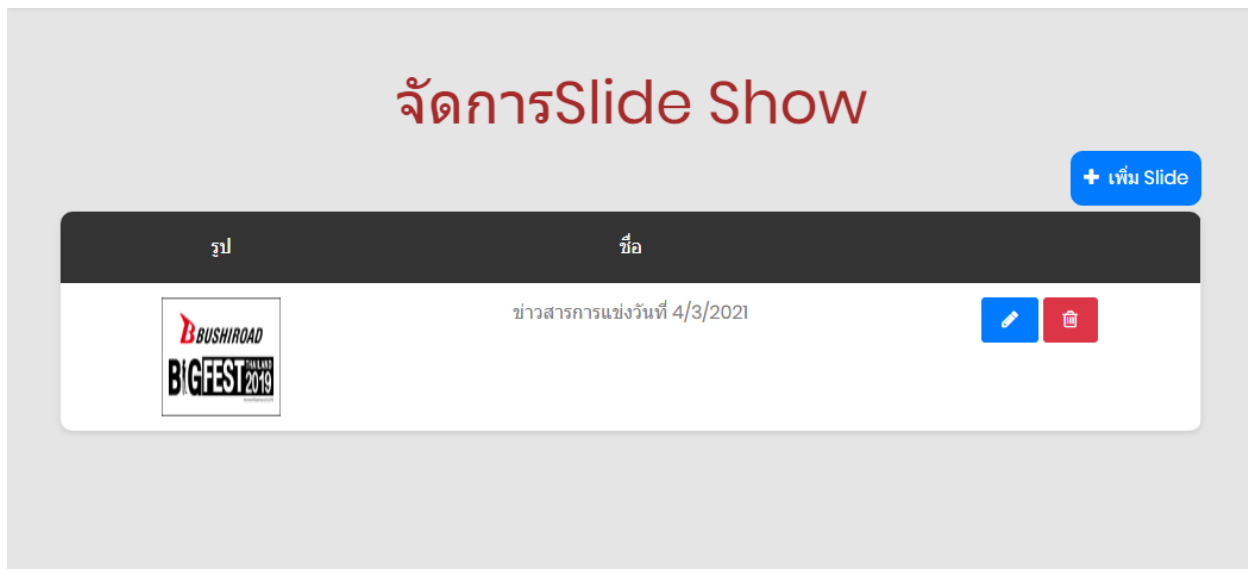 จัดการSlide Show
เพิ่ม Slide
รูป ชื่อ
ข่าวสารการแข่งวันที่ 4/3/2021
BUSHIROAD
BIGFEST THAILAND 2019